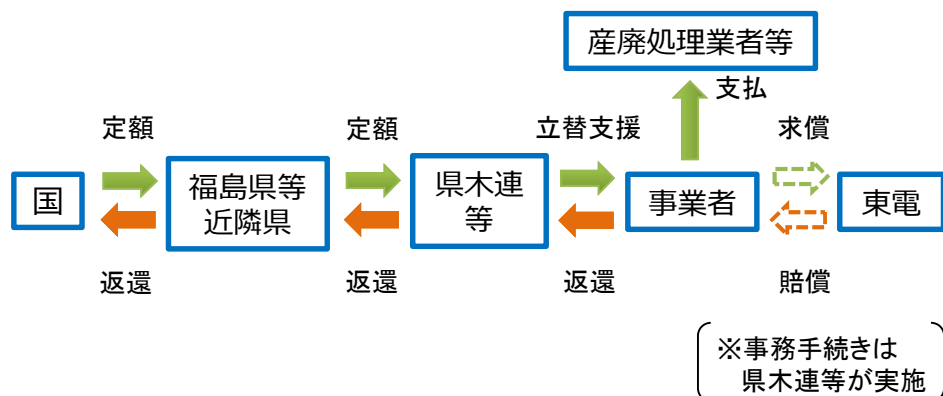 産廃処理業者等
支払
定額
定額
立替支援
求償
国
福島県等
近隣県
県木連
等
事業者
東電
返還
返還
返還
賠償
※事務手続きは
県木連等が実施